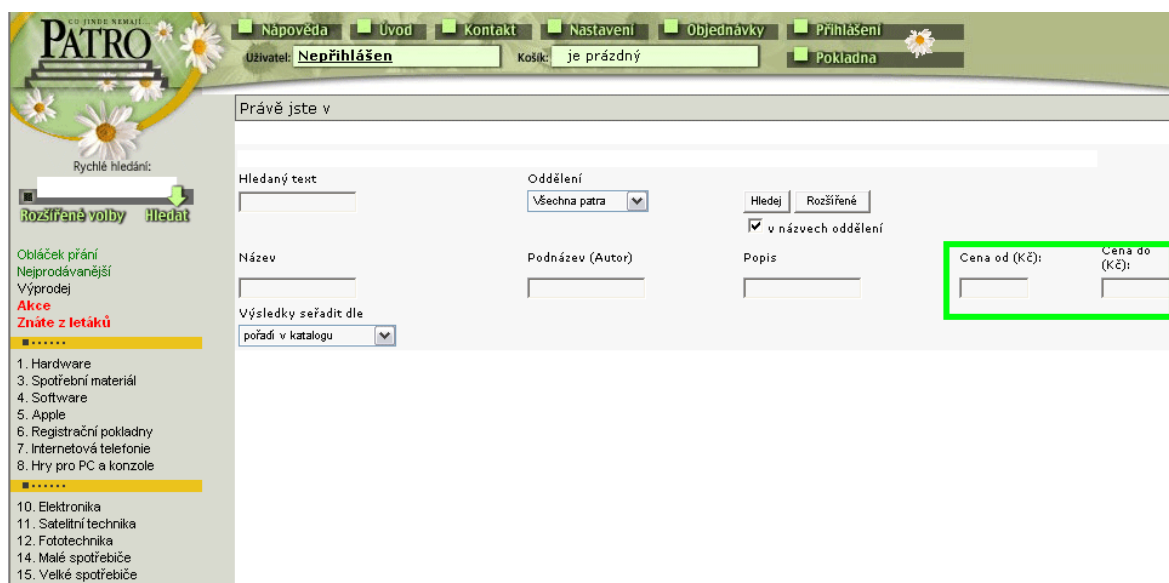 CO JINDE NEMAJÍ...
PATRO
Nápověda Úvod Kontakt Nastavení Objednávky Přihlášení
Uživatel: Nepřihlášen Košík: je prázdný Pokladna
Právě jste v
Rychlé hledání:
Rozšířené volby Hledat
Hledaný text Oddělení
Všechna patra Hledej Rozšířené
v názvech oddělení
Název Podnázev (Autor) Popis Cena od (Kč): Cena do (Kč):
Výsledky seřadit dle
pořadí v katalogu
Obláček přání
Nejprodávanější
Výprodej
Akce
Znáte z letáků
1. Hardware
3. Spotřební materiál
4. Software
5. Apple
6. Registrační pokladny
7. Internetová telefonie
8. Hry pro PC a konzole
10. Elektronika
11. Satelitní technika
12. Fototechnika
14. Malé spotřebiče
15. Velké spotřebiče